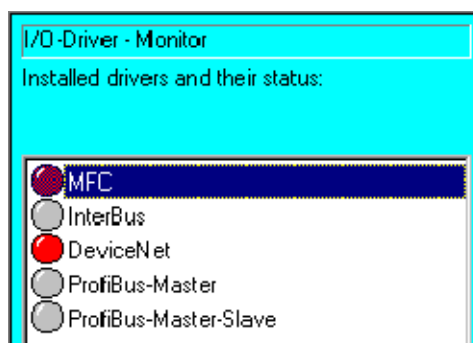 I/O-Driver - Monitor
Installed drivers and their status:
MFC
InterBus
DeviceNet
ProfiBus-Master
ProfiBus-Master-Slave